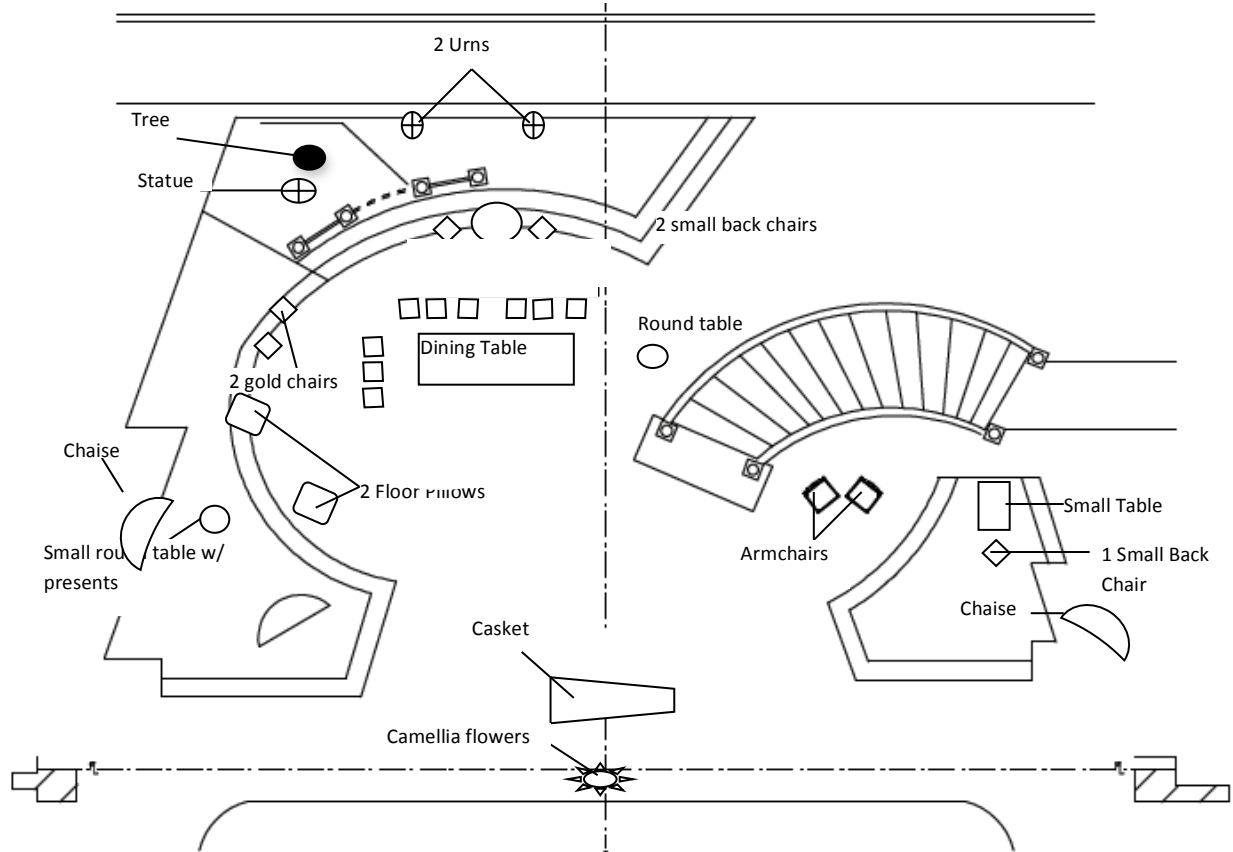 2 Urns
Tree
Statue
2 small back chairs
Round table
Dining Table
2 gold chairs
Chaise
2 Floor Pillows
Small Table
Small round table w/
presents
Armchairs
1 Small Back
Chair
Chaise
Casket
Camellia flowers